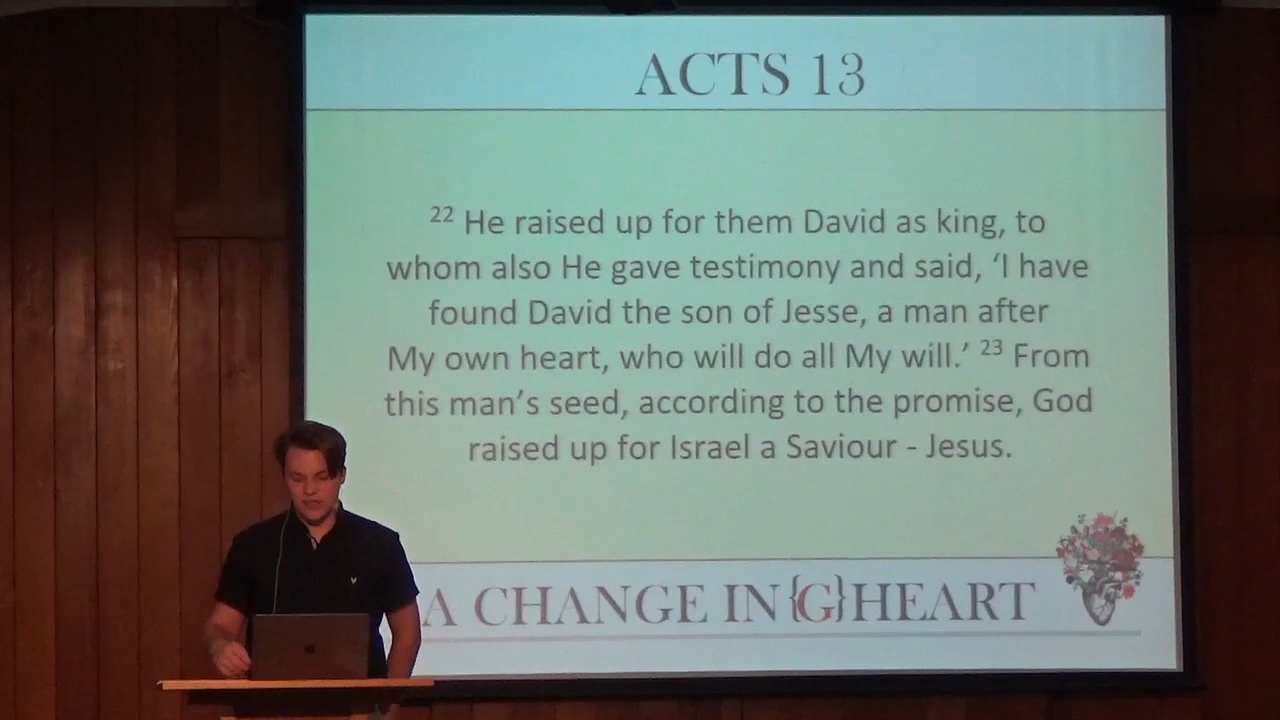 ACTS 13
22 He raised up for them David as king, to
whom also He gave testimony and said, ‘I have
found David the son of Jesse, a man after
My own heart, who will do all My will.’ 23 From
this man’s seed, according to the promise, God
raised up for Israel a Saviour - Jesus.
A CHANGE IN{G}HEART